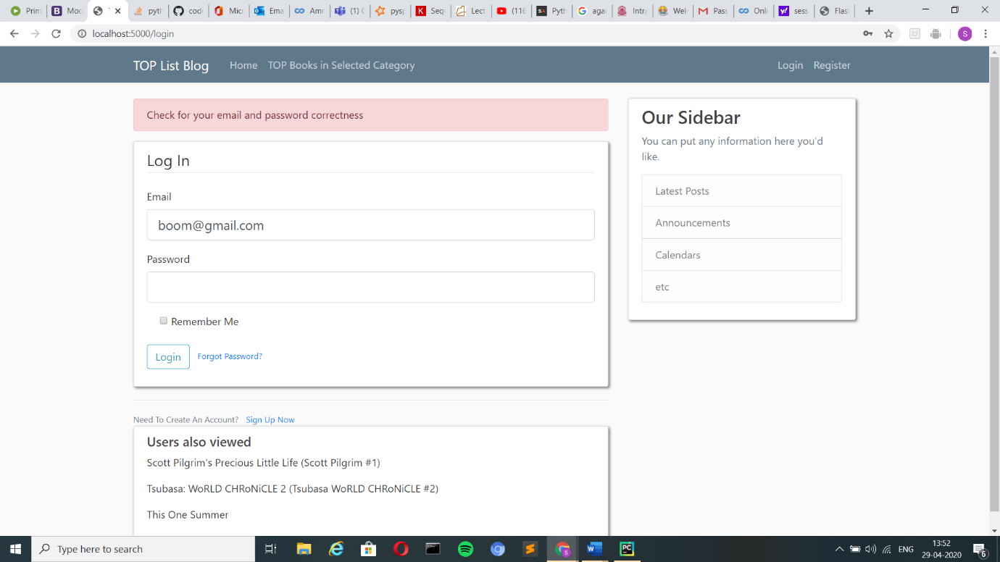 Prim
Moc
T
pyth
code
Micr
Ema
Amr
(1) C
pysp
Sequ
Lect
(116
Pyth
agar
Intra
Welc
Pass
Onli
sess
Flask
localhost:5000/login
S
TOP List Blog Home TOP Books in Selected Category Login Register
Check for your email and password correctness
Log In
Email
boom@gmail.com
Password
Remember Me
Login Forgot Password?
Need To Create An Account? Sign Up Now
Users also viewed
Scott Pilgrim's Precious Little Life (Scott Pilgrim #1)
Tsubasa: WoRLD CHRoNiCLE 2 (Tsubasa WoRLD CHRoNiCLE #2)
This One Summer
Our Sidebar
You can put any information here you'd
like.
Latest Posts
Announcements
Calendars
etc
Type here to search
ENG
13:52
29-04-2020
6